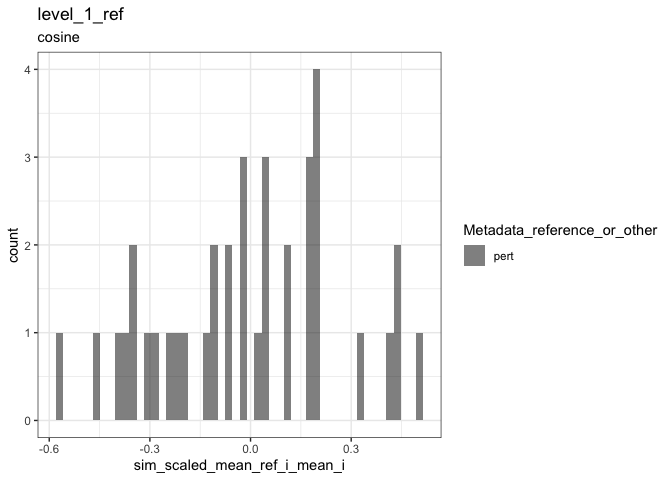 level_1_ref
cosine
4
3
2
1
0
count
-0.6
-0.3
0.0
0.3
sim_scaled_mean_ref_i_mean_i
Metadata_reference_or_other
pert